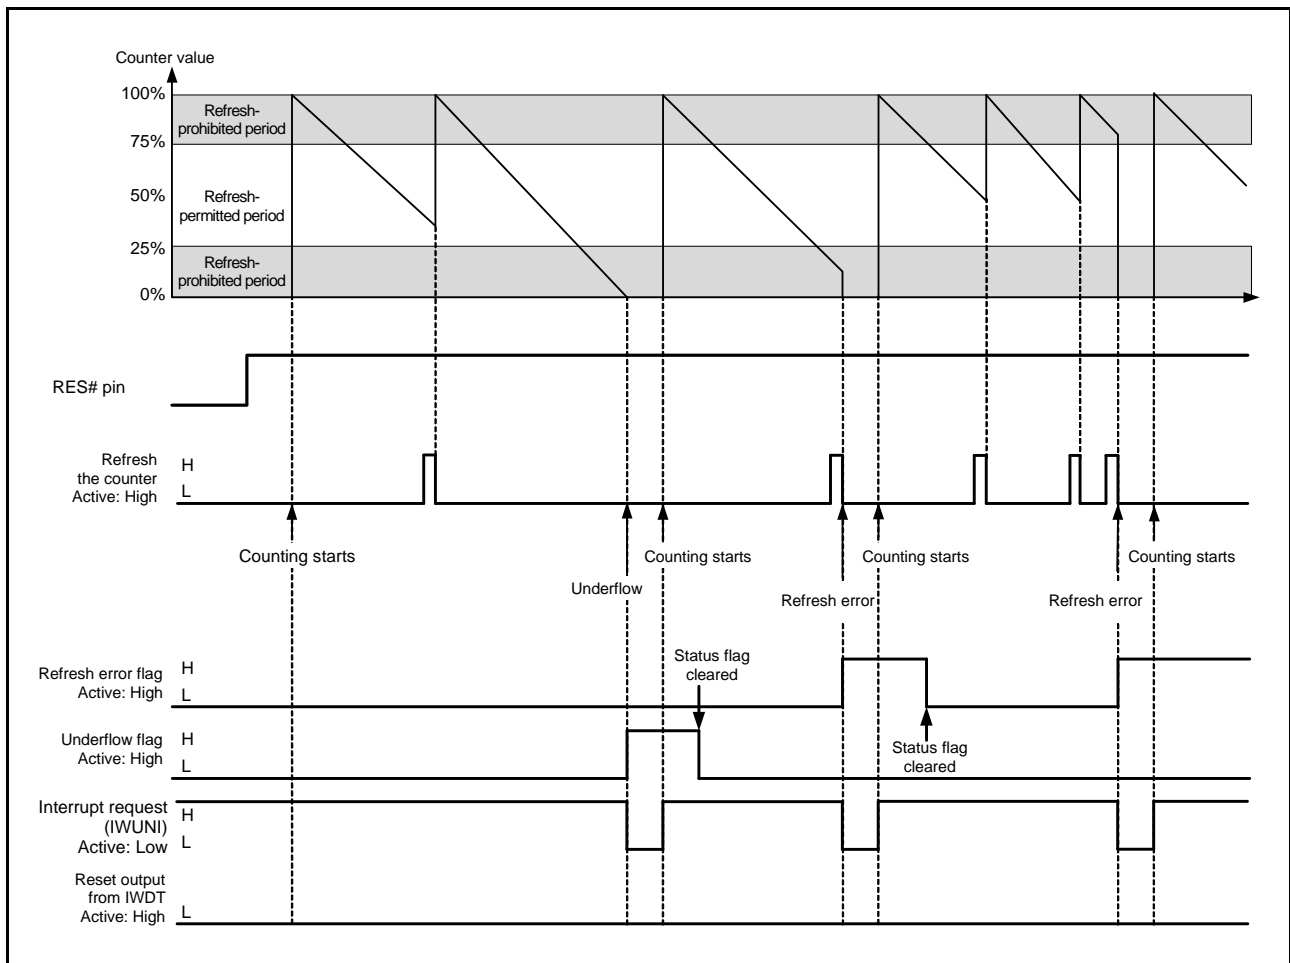 Counter value
100%
Refresh-
prohibited period
75%
50%
Refresh-
permitted period
25%
Refresh-
prohibited period
0%
RES# pin
Refresh
the counter
Active: High
H
L
Counting starts
Underflow
Counting starts
Refresh error
Counting starts
Refresh error
Counting starts
Refresh error flag
Active: High
H
L
Status flag
cleared
Status flag
cleared
Underflow flag
Active: High
H
L
Interrupt request
(IWUNI)
Active: Low
H
L
Reset output
from IWDT
Active: High
L